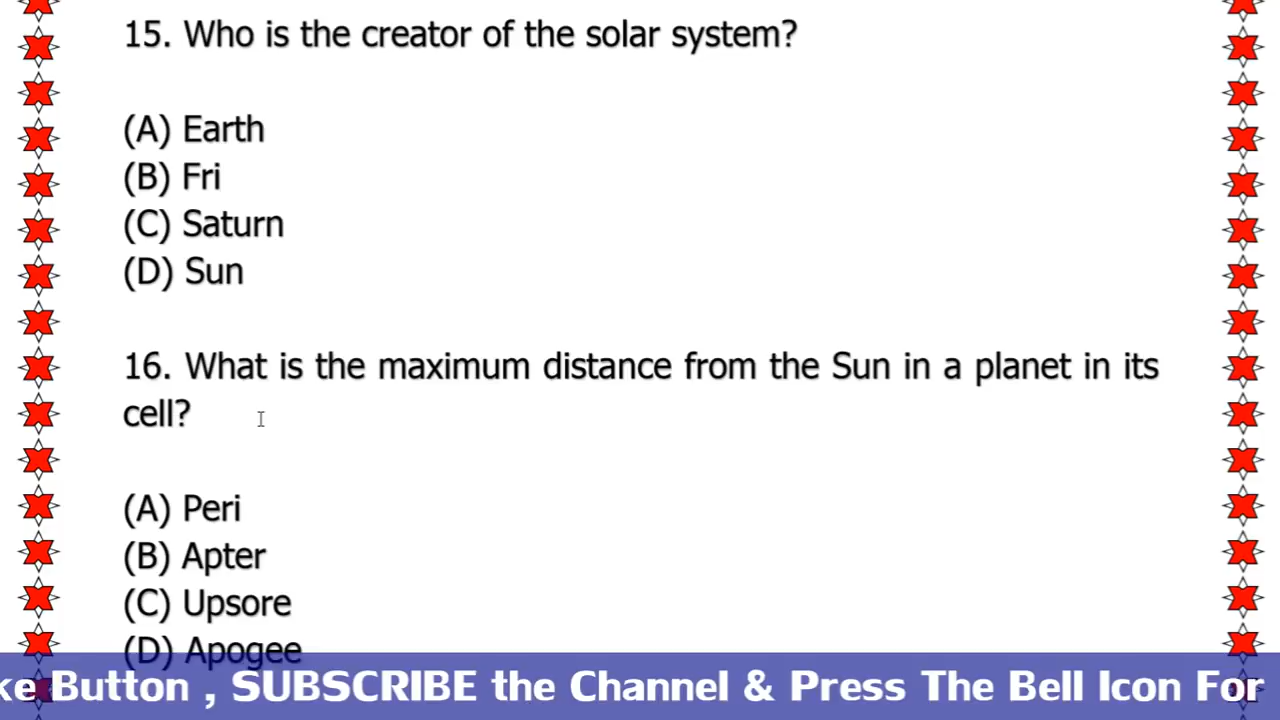 15. Who is the creator of the solar system?
(A) Earth
(B) Fri
(C) Saturn
(D) Sun
16. What is the maximum distance from the Sun in a planet in its
cell?
(A) Peri
(B) Apter
(C) Upsore
(D) Apogee
ke Button , SUBSCRIBE the Channel & Press The Bell Icon For